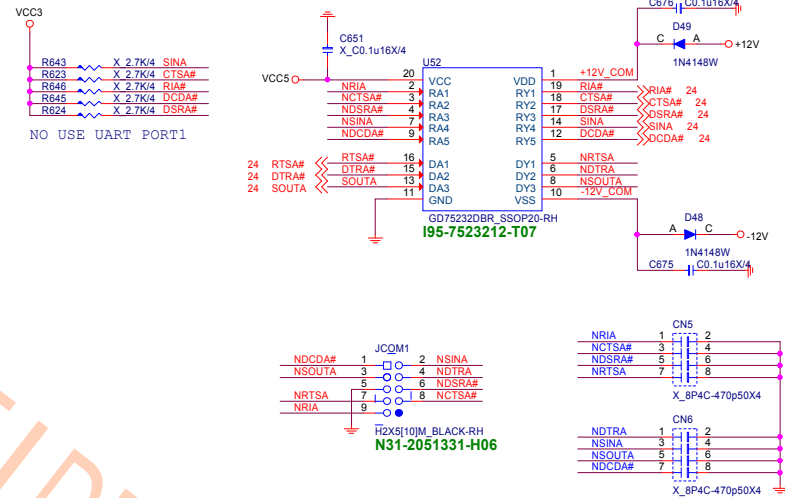 VCC3
R643 X_2.7K/4 SINA
R623 X_2.7K/4 CTSA#
R646 X_2.7K/4 RIA#
R645 X_2.7K/4 DCDA#
R624 X_2.7K/4 DSRA#
NO USE UART PORT1
C651
X_C0.1u16X/4
VCC5
U52
C676 C0.1u16X/4
D49
C A +12V
1N4148W
20 VCC VDD 1 +12V_COM
NRIA 2 RA1 RY1 19 RIA# RIA# 24
NCTSA# 3 RA2 RY2 18 CTSA# CTSA# 24
NDSRA# 4 RA3 RY3 17 DSRA# DSRA# 24
NSINA 7 RA4 RY4 14 SINA SINA 24
NDCDA# 9 RA5 RY5 12 DCDA# DCDA# 24
24 RTSA# RTSA# 16 DA1 DY1 5 NRTSA
24 DTRA# DTRA# 15 DA2 DY2 6 NDTRA
24 SOUTA SOUTA 13 DA3 DY3 8 NSOUTA
11 GND VSS 10 -12V_COM
GD75232DBR_SSOP20-RH
I95-7523212-T07
D48
A C -12V
1N4148W
C675 C0.1u16X/4
JCOM1
NDCDA# 1 2 NSINA
NSOUTA 3 4 NDTRA
5 6 NDSRA#
NRTSA 7 8 NCTSA#
NRIA 9
H2X5[10]M_BLACK-RH
N31-2051331-H06
CN5
NRIA 1 2
NCTSA# 3 4
NDSRA# 5 6
NRTSA 7 8
X_8P4C-470p50X4
CN6
NDTRA 1 2
NSINA 3 4
NSOUTA 5 6
NDCDA# 7 8
X_8P4C-470p50X4